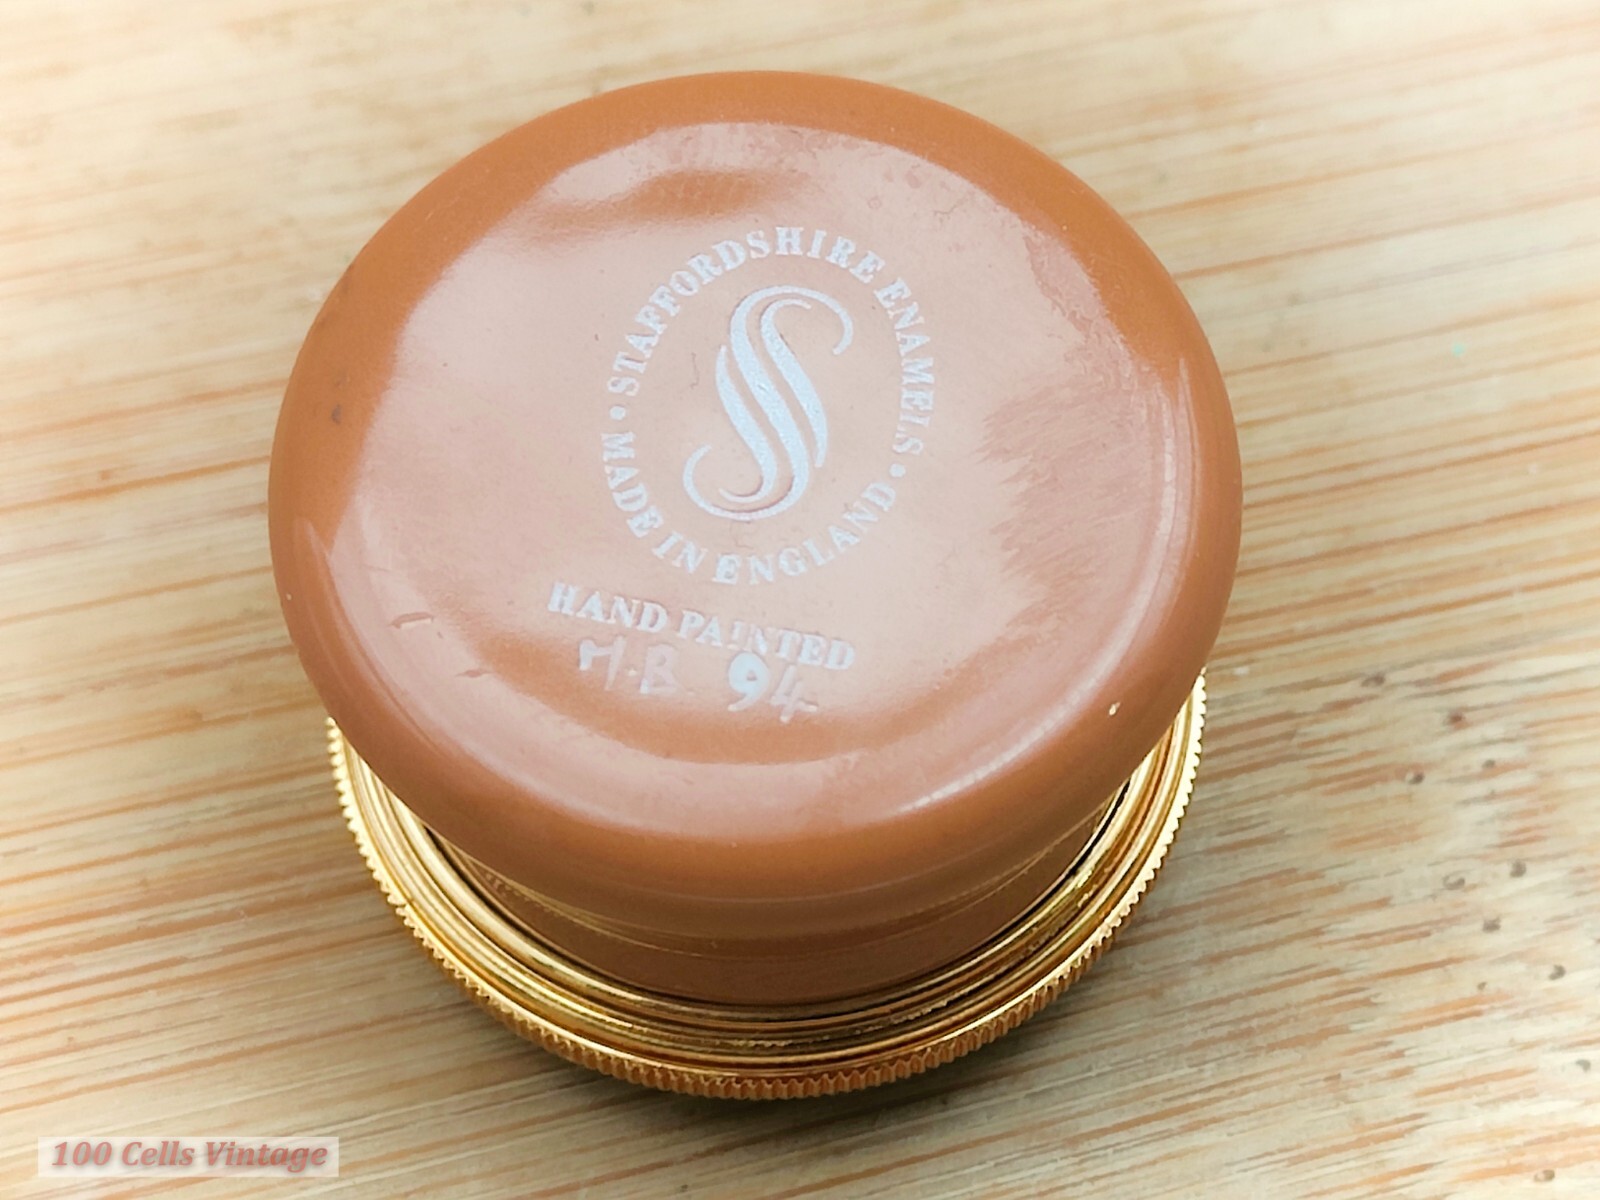 STAFFORDSHIRE ENAMELS •
MADE IN ENGLAND •
HAND PAINTED
M.B. 94
100 Cells Vintage